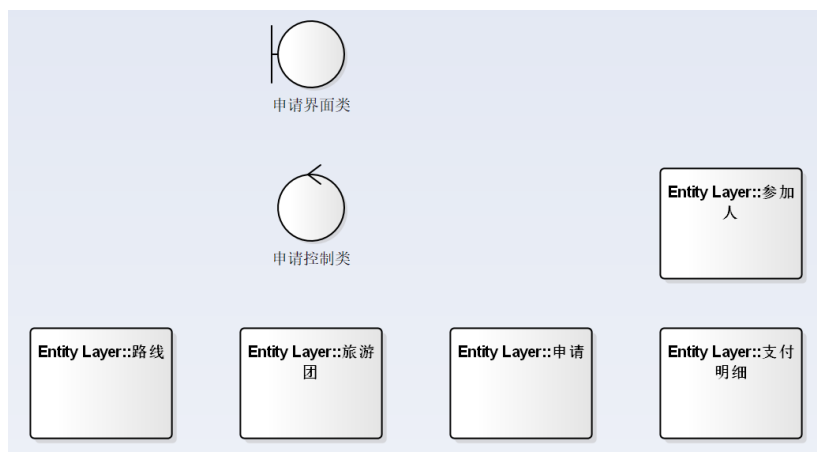 申请界面类
申请控制类
Entity Layer::参加
人
Entity Layer::路线
Entity Layer::旅游
团
Entity Layer::申请
Entity Layer::支付
明细